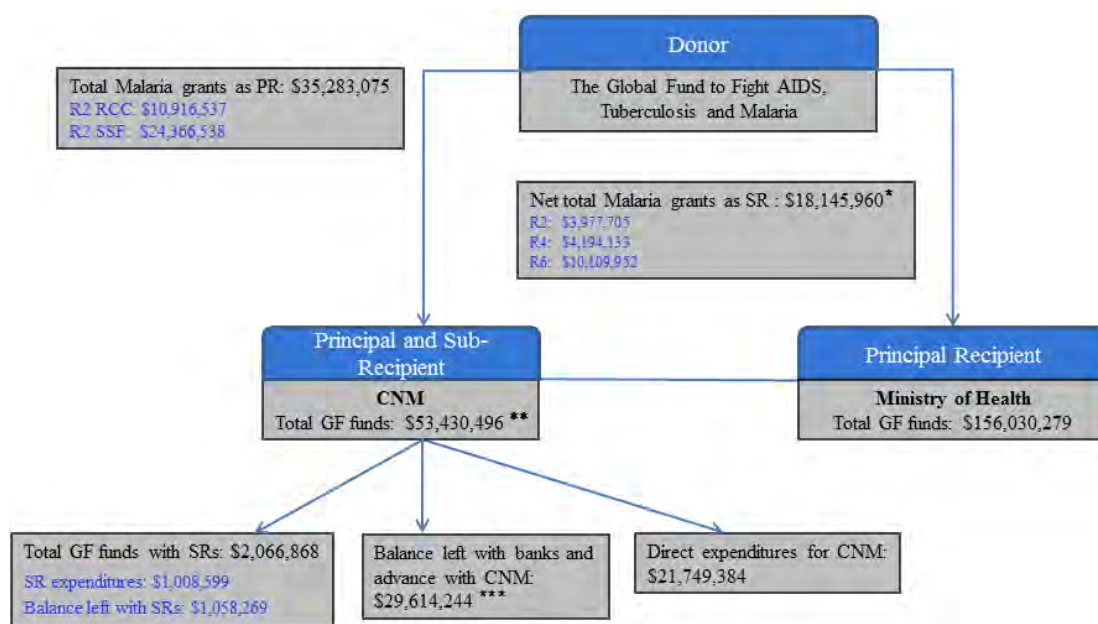 Donor
The Global Fund to Fight AIDS,
Tuberculosis and Malaria
Total Malaria grants as PR: $35,283,075
R2 RCC: $10,916,537
R2 SSF: $24,366,538
Net total Malaria grants as SR : $18,145,960*
R2: $3,977,705
R4: $4,194,133
R6: $10,109,952
Principal and Sub-
Recipient
CNM
Total GF funds: $53,430,496 **
Principal Recipient
Ministry of Health
Total GF funds: $156,030,279
Total GF funds with SRs: $2,066,868
SR expenditures: $1,008,599
Balance left with SRs: $1,058,269
Balance left with banks and
advance with CNM:
$29,614,244 ***
Direct expenditures for CNM:
$21,749,384